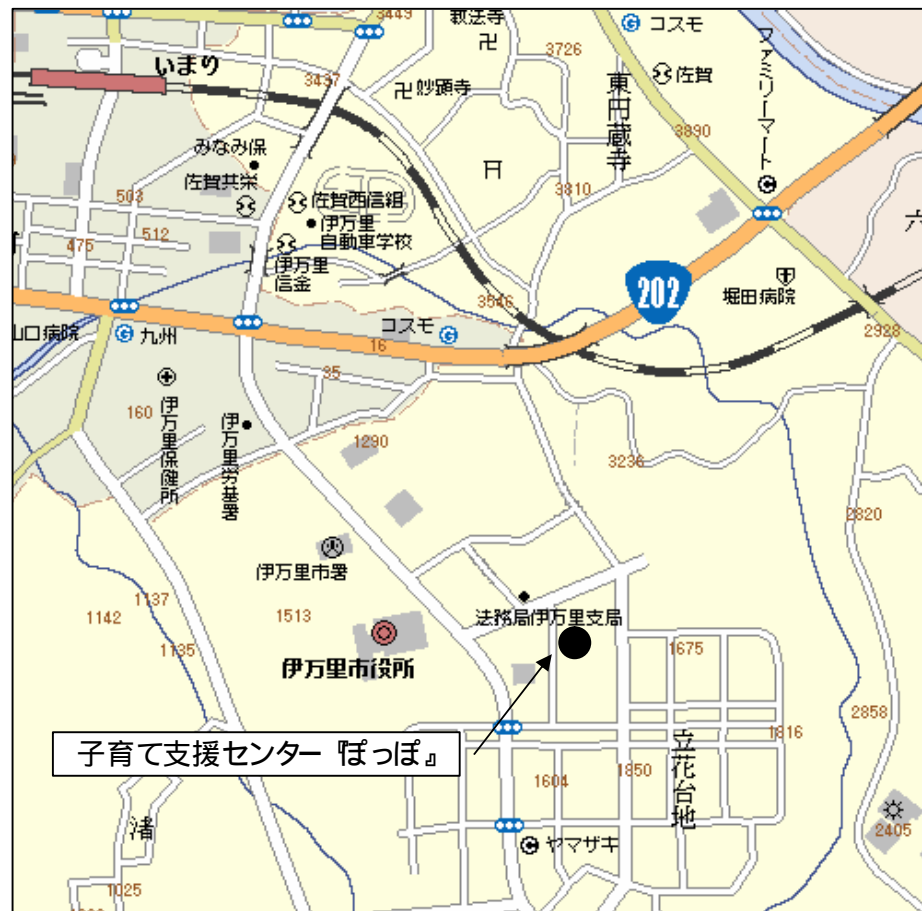 3449
釈法寺
コスモ
3726
ファミリーマート
いまり
3437
卍妙顕寺
東円蔵寺
佐賀
3890
みなみ保
佐賀共栄
佐賀西信組
3810
503
伊万里
自動車学校
六
475
512
伊万里
信金
202
堀田病院
3546
山口病院
九州
コスモ
16
2928
35
160
伊万里保健所
伊万里労基署
1290
3236
2820
伊万里市署
1137
1142
1513
法務局伊万里支局
1135
伊万里市役所
1675
2858
1816
子育て支援センター『ぽっぽ』
立花台地
1604
1850
渚
ヤマザキ
2405
1025